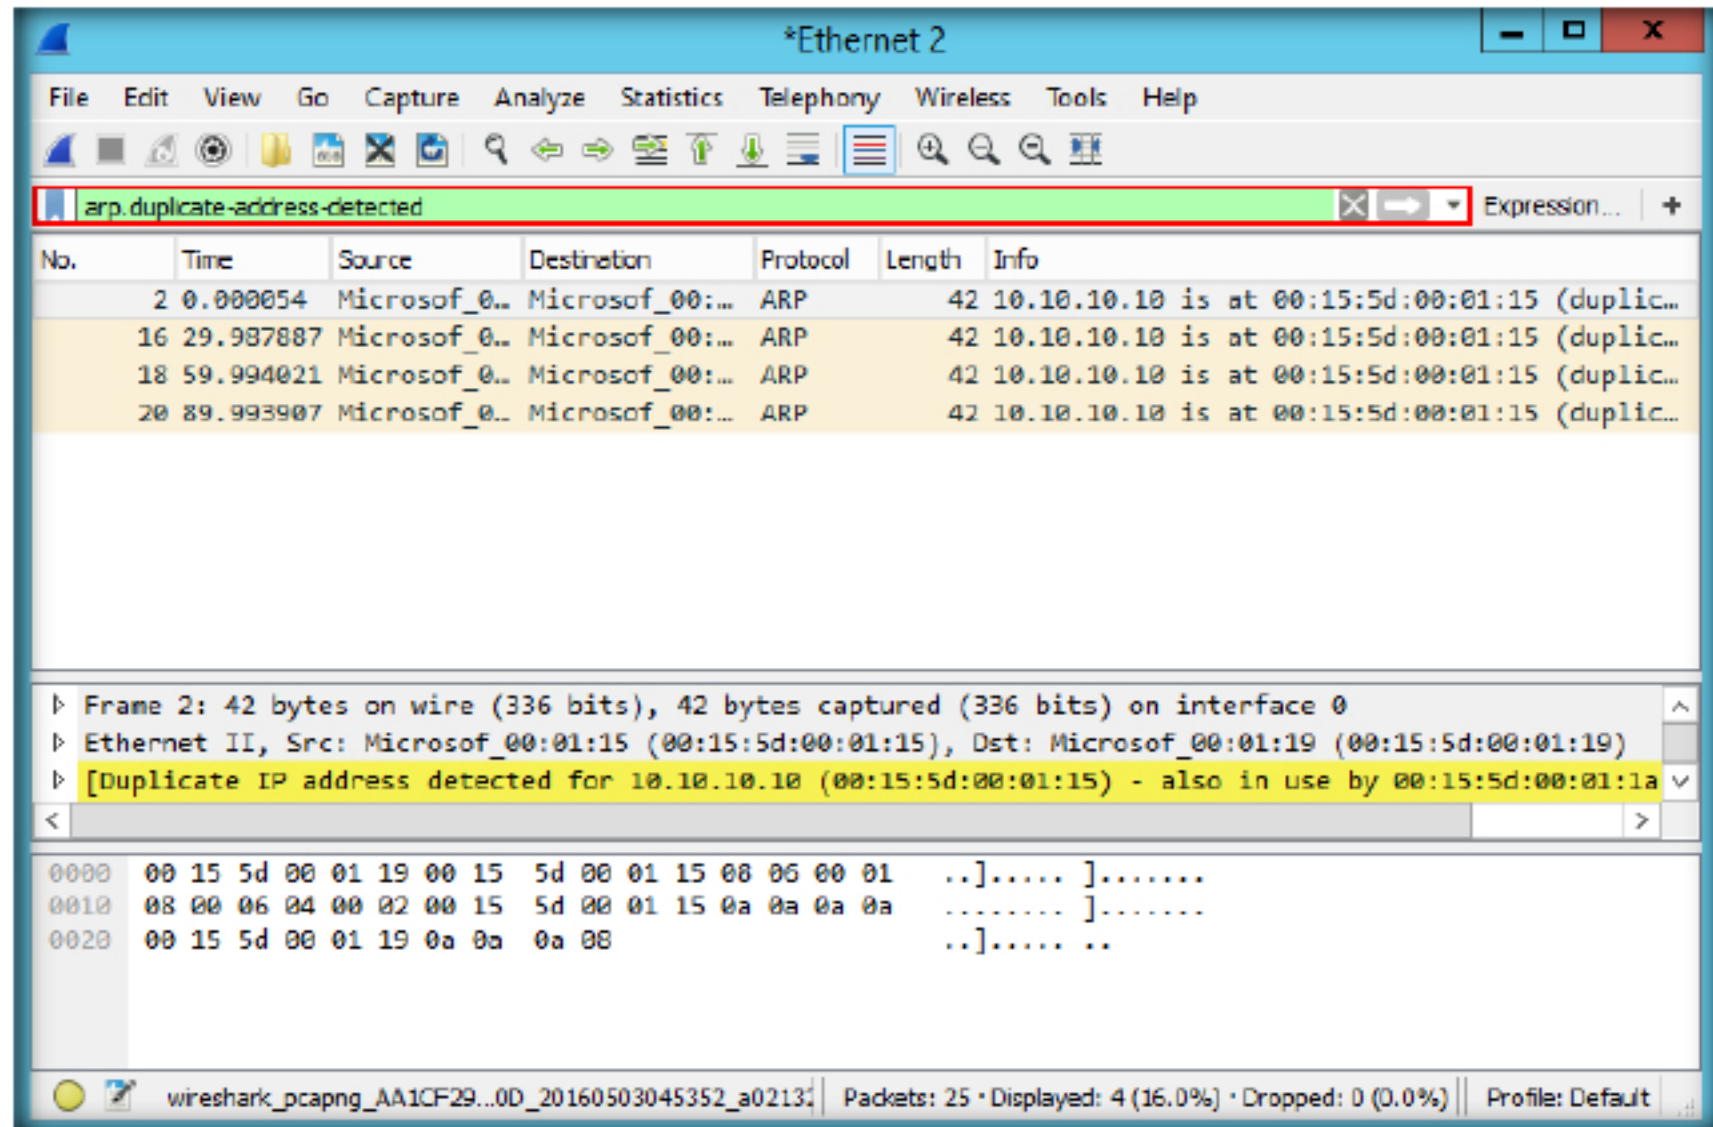 *Ethernet 2
File Edit View Go Capture Analyze Statistics Telephony Wireless Tools Help
arp.duplicate-address-detected Expression... +
No. Time Source Destination Protocol Length Info
2 0.000054 Microsof_0… Microsof_00:… ARP 42 10.10.10.10 is at 00:15:5d:00:01:15 (duplic…
16 29.987887 Microsof_0… Microsof_00:… ARP 42 10.10.10.10 is at 00:15:5d:00:01:15 (duplic…
18 59.994021 Microsof_0… Microsof_00:… ARP 42 10.10.10.10 is at 00:15:5d:00:01:15 (duplic…
20 89.993907 Microsof_0… Microsof_00:… ARP 42 10.10.10.10 is at 00:15:5d:00:01:15 (duplic…
Frame 2: 42 bytes on wire (336 bits), 42 bytes captured (336 bits) on interface 0
Ethernet II, Src: Microsof_00:01:15 (00:15:5d:00:01:15), Dst: Microsof_00:01:19 (00:15:5d:00:01:19)
[Duplicate IP address detected for 10.10.10.10 (00:15:5d:00:01:15) - also in use by 00:15:5d:00:01:1a
0000 00 15 5d 00 01 19 00 15 5d 00 01 15 08 06 00 01 ..]..... ].......
0010 08 00 06 04 00 02 00 15 5d 00 01 15 0a 0a 0a 0a ........ ].......
0020 00 15 5d 00 01 19 0a 0a 0a 08 ..]..... ..
wireshark_pcapng_AA1CF29...0D_20160503045352_a0213 Packets: 25 · Displayed: 4 (16.0%) · Dropped: 0 (0.0%) Profile: Default